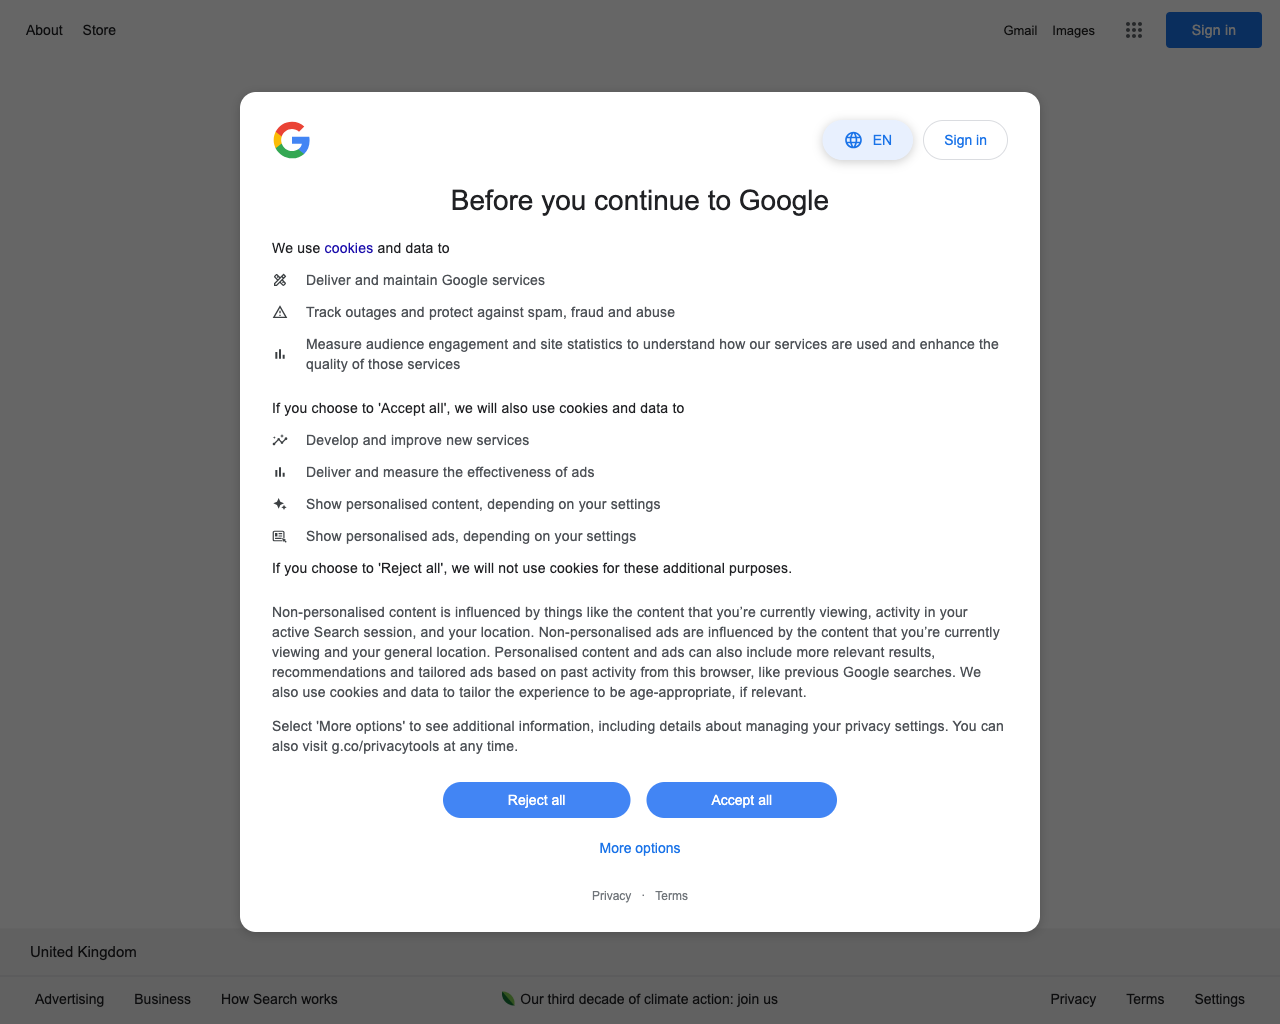 About
Store
Gmail
Images
Sign in
EN
Sign in
Before you continue to Google
We use cookies and data to
Deliver and maintain Google services
Track outages and protect against spam, fraud and abuse
Measure audience engagement and site statistics to understand how our services are used and enhance the
quality of those services
If you choose to 'Accept all', we will also use cookies and data to
Develop and improve new services
Deliver and measure the effectiveness of ads
Show personalised content, depending on your settings
Show personalised ads, depending on your settings
If you choose to 'Reject all', we will not use cookies for these additional purposes.
Non-personalised content is influenced by things like the content that you’re currently viewing, activity in your
active Search session, and your location. Non-personalised ads are influenced by the content that you’re currently
viewing and your general location. Personalised content and ads can also include more relevant results,
recommendations and tailored ads based on past activity from this browser, like previous Google searches. We
also use cookies and data to tailor the experience to be age-appropriate, if relevant.
Select 'More options' to see additional information, including details about managing your privacy settings. You can
also visit g.co/privacytools at any time.
Reject all
Accept all
More options
Privacy · Terms
United Kingdom
Advertising
Business
How Search works
Our third decade of climate action: join us
Privacy
Terms
Settings